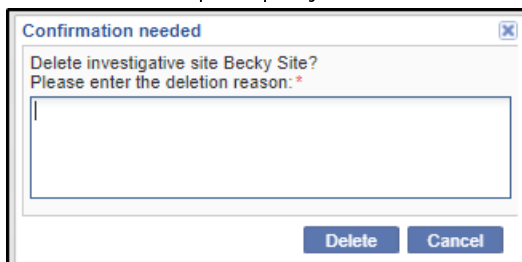 Confirmation needed
Delete investigative site Becky Site?
Please enter the deletion reason: *
Delete Cancel